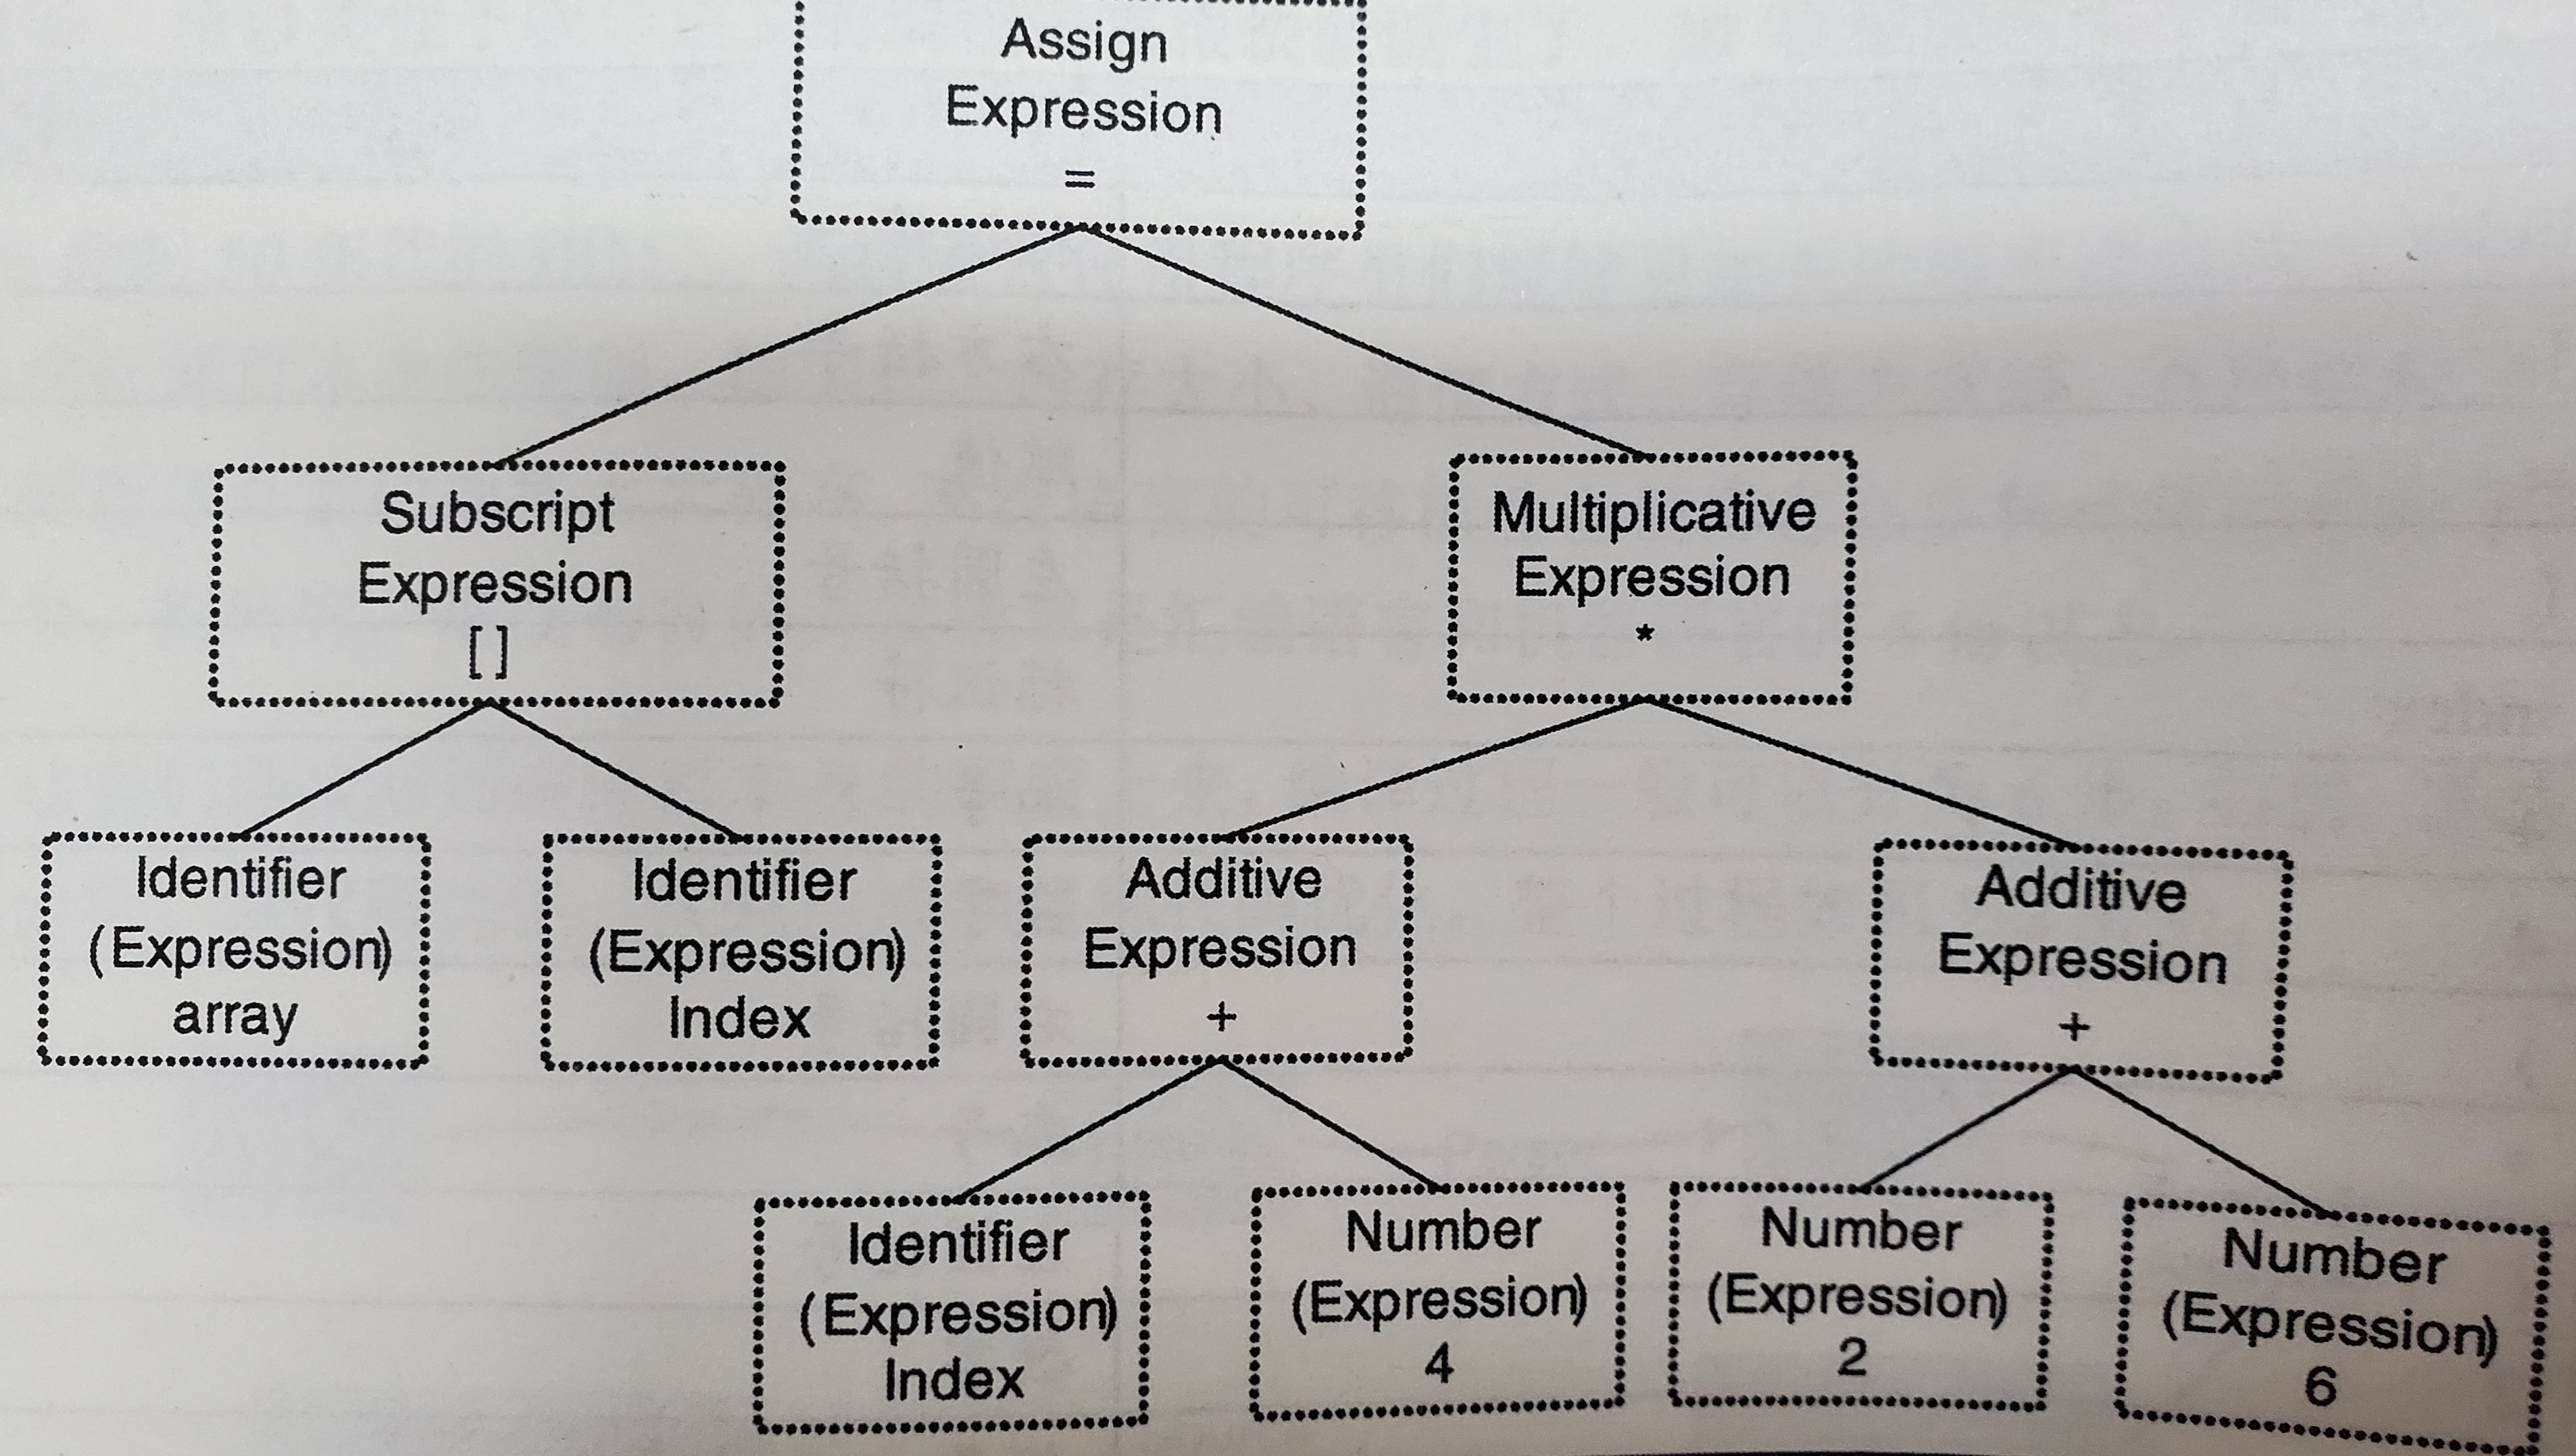 Assign
Expression
=
Subscript
Expression
[ ]
Multiplicative
Expression
*
Identifier
(Expression)
array
Identifier
(Expression)
Index
Additive
Expression
+
Additive
Expression
+
Identifier
(Expression)
Index
Number
(Expression)
4
Number
(Expression)
2
Number
(Expression)
6